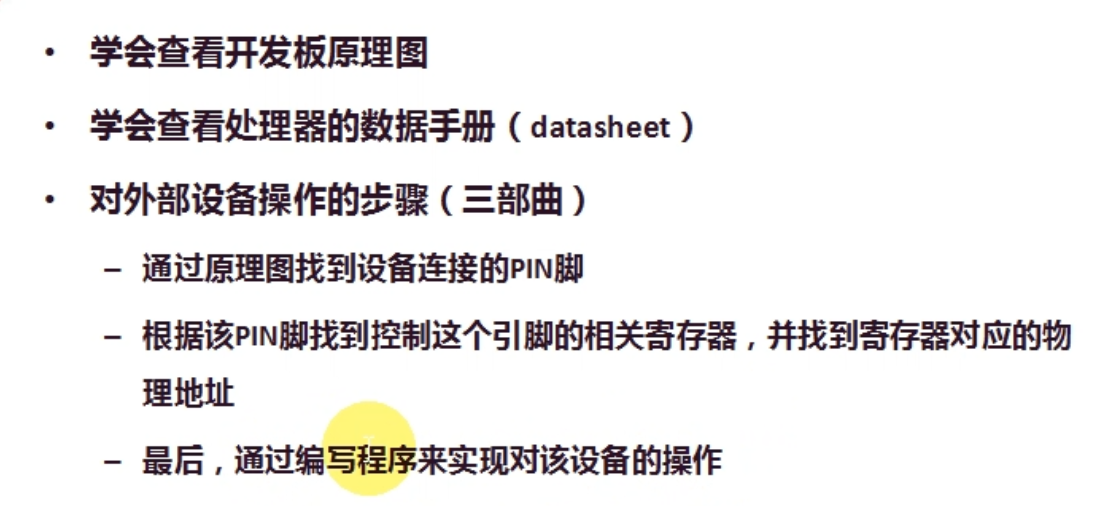 • 学会查看开发板原理图
• 学会查看处理器的数据手册（datasheet）
• 对外部设备操作的步骤（三部曲）
– 通过原理图找到设备连接的PIN脚
– 根据该PIN脚找到控制这个引脚的相关寄存器，并找到寄存器对应的物
理地址
– 最后，通过编写程序来实现对该设备的操作